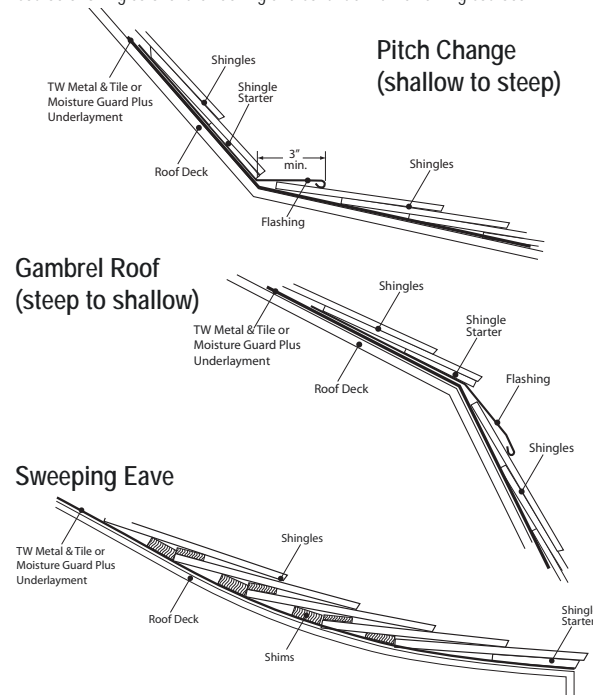 Pitch Change
(shallow to steep)
Shingles
TW Metal & Tile or
Moisture Guard Plus
Underlayment
Shingle
Starter
3"
min.
Roof Deck
Shingles
Flashing
Gambrel Roof
(steep to shallow)
Shingles
TW Metal & Tile or
Moisture Guard Plus
Underlayment
Shingle
Starter
Roof Deck
Flashing
Shingles
Sweeping Eave
Shingles
TW Metal & Tile or
Moisture Guard Plus
Underlayment
Roof Deck
Shims
Starter